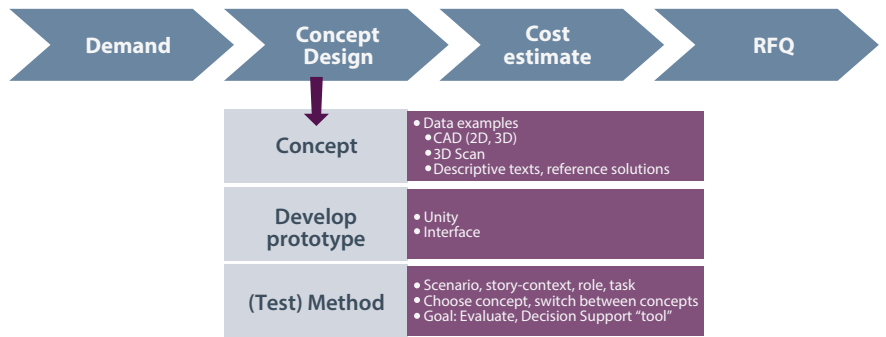 Demand
Concept
Design
Cost
estimate
RFQ
Concept
• Data examples
• CAD (2D, 3D)
• 3D Scan
• Descriptive texts, reference solutions
Develop
prototype
• Unity
• Interface
(Test) Method
• Scenario, story-context, role, task
• Choose concept, switch between concepts
• Goal: Evaluate, Decision Support “tool”